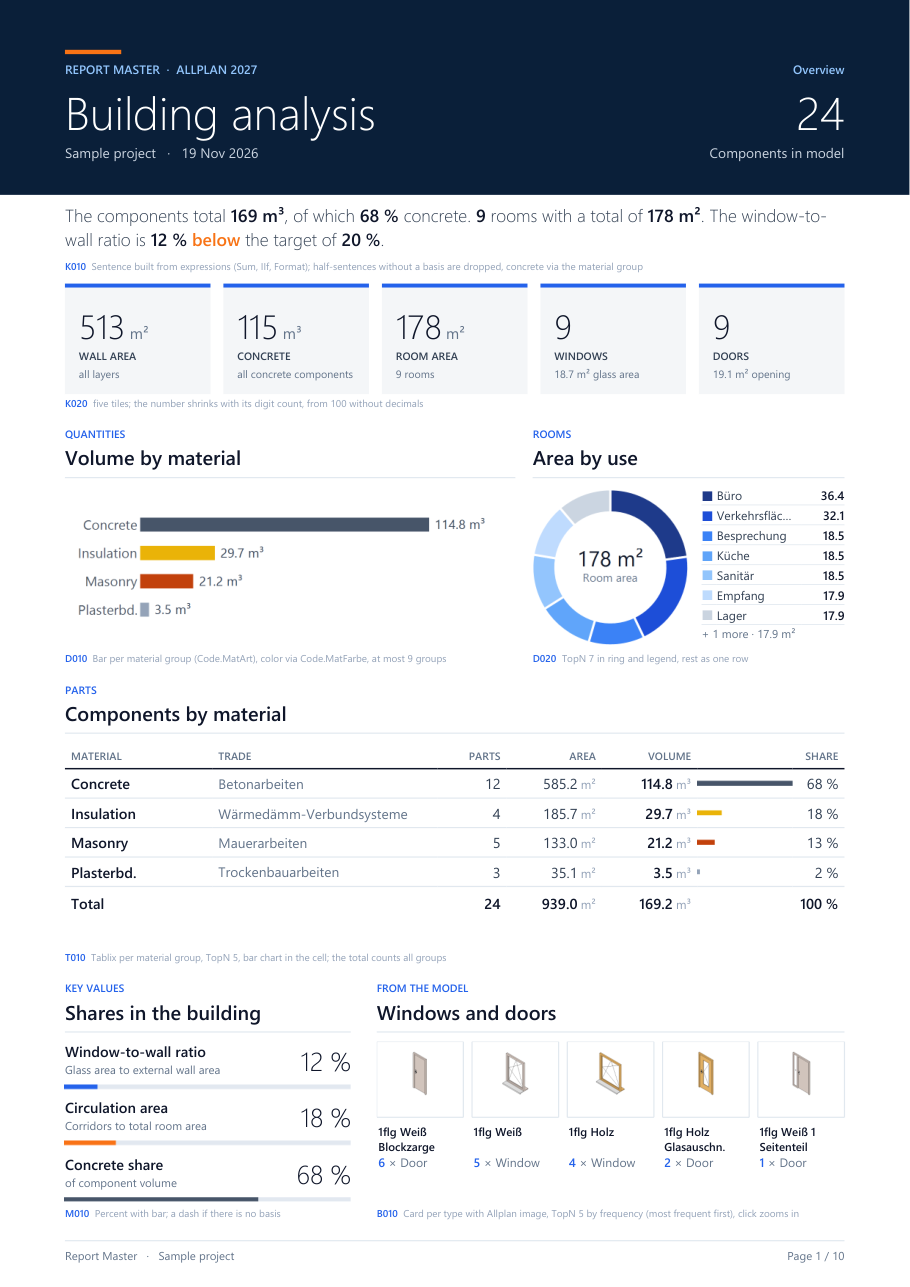 REPORT MASTER · ALLPLAN 2027
Overview
Building analysis
24
Sample project · 19 Nov 2026
Components in model
The components total 169 m³, of which 68 % concrete. 9 rooms with a total of 178 m². The window-to-
wall ratio is 12 % below the target of 20 %.
K010 Sentence built from expressions (Sum, IIf, Format); half-sentences without a basis are dropped, concrete via the material group
513 m²
WALL AREA
all layers
115 m³
CONCRETE
all concrete components
178 m²
ROOM AREA
9 rooms
9
WINDOWS
18.7 m² glass area
9
DOORS
19.1 m² opening
K020 five tiles; the number shrinks with its digit count, from 100 without decimals
QUANTITIES
Volume by material
Concrete 114.8 m³
Insulation 29.7 m³
Masonry 21.2 m³
Plasterbd. 3.5 m³
D010 Bar per material group (Code.MatArt), color via Code.MatFarbe, at most 9 groups
ROOMS
Area by use
178 m²
Room area
Büro 36.4
Verkehrsfläc... 32.1
Besprechung 18.5
Küche 18.5
Sanitär 18.5
Empfang 17.9
Lager 17.9
+ 1 more · 17.9 m²
D020 TopN 7 in ring and legend, rest as one row
PARTS
Components by material
MATERIAL TRADE PARTS AREA VOLUME SHARE
Concrete Betonarbeiten 12 585.2 m² 114.8 m³ 68 %
Insulation Wärmedämm-Verbundsysteme 4 185.7 m² 29.7 m³ 18 %
Masonry Mauerarbeiten 5 133.0 m² 21.2 m³ 13 %
Plasterbd. Trockenbauarbeiten 3 35.1 m² 3.5 m³ 2 %
Total 24 939.0 m² 169.2 m³ 100 %
T010 Tablix per material group, TopN 5, bar chart in the cell; the total counts all groups
KEY VALUES
Shares in the building
Window-to-wall ratio
Glass area to external wall area
12 %
Circulation area
Corridors to total room area
18 %
Concrete share
of component volume
68 %
M010 Percent with bar; a dash if there is no basis
FROM THE MODEL
Windows and doors
1flg Weiß
Blockzarge
6 × Door
1flg Weiß
5 × Window
1flg Holz
4 × Window
1flg Holz
Glasauschn.
2 × Door
1flg Weiß 1
Seitenteil
1 × Door
B010 Card per type with Allplan image, TopN 5 by frequency (most frequent first), click zooms in
Report Master · Sample project
Page 1 / 10